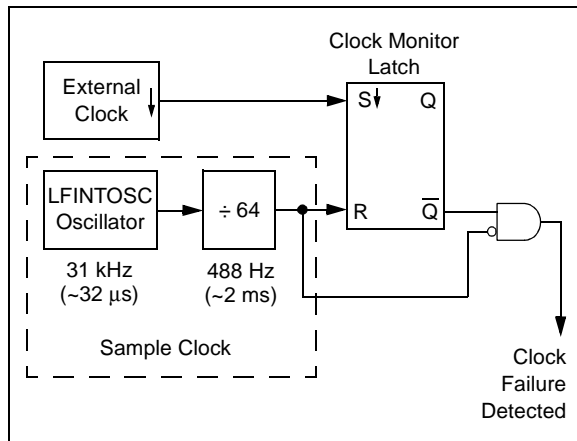 Clock Monitor
Latch
External
Clock
S
Q
LFINTOSC
Oscillator
÷ 64
R
Q̅
31 kHz
(~32 μs)
488 Hz
(~2 ms)
Sample Clock
Clock
Failure
Detected